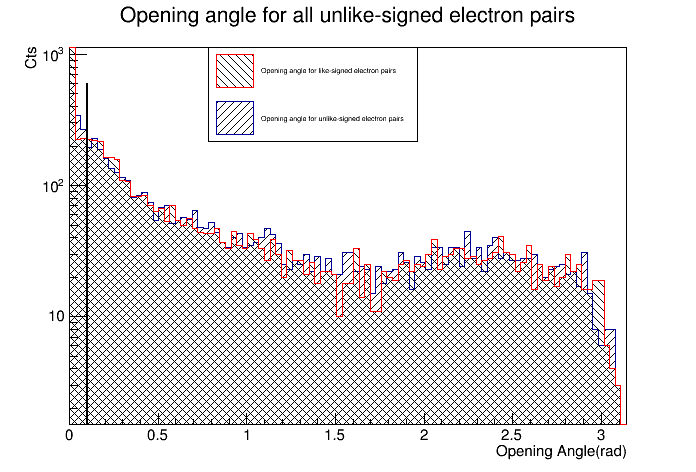 Opening angle for all unlike-signed electron pairs
Cts
10³
10²
10
Opening angle for like-signed electron pairs
Opening angle for unlike-signed electron pairs
0 0.5 1 1.5 2 2.5 3
Opening Angle(rad)